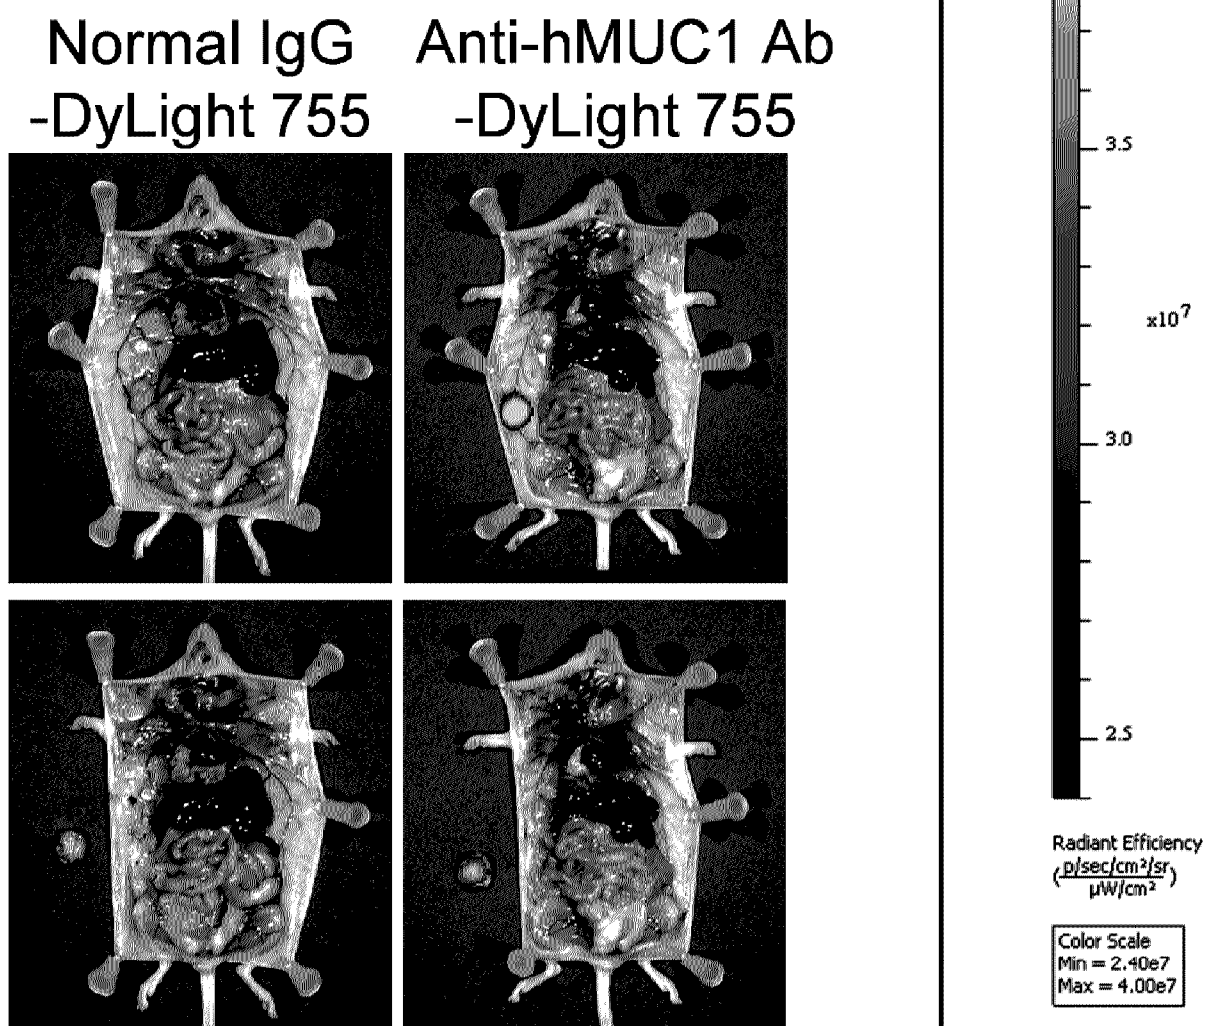 Normal IgG
-DyLight 755
Anti-hMUC1 Ab
-DyLight 755
3.5
x10⁷
3.0
2.5
Radiant Efficiency
(p/sec/cm²/sr
µW/cm²)
Color Scale
Min = 2.40e7
Max = 4.00e7